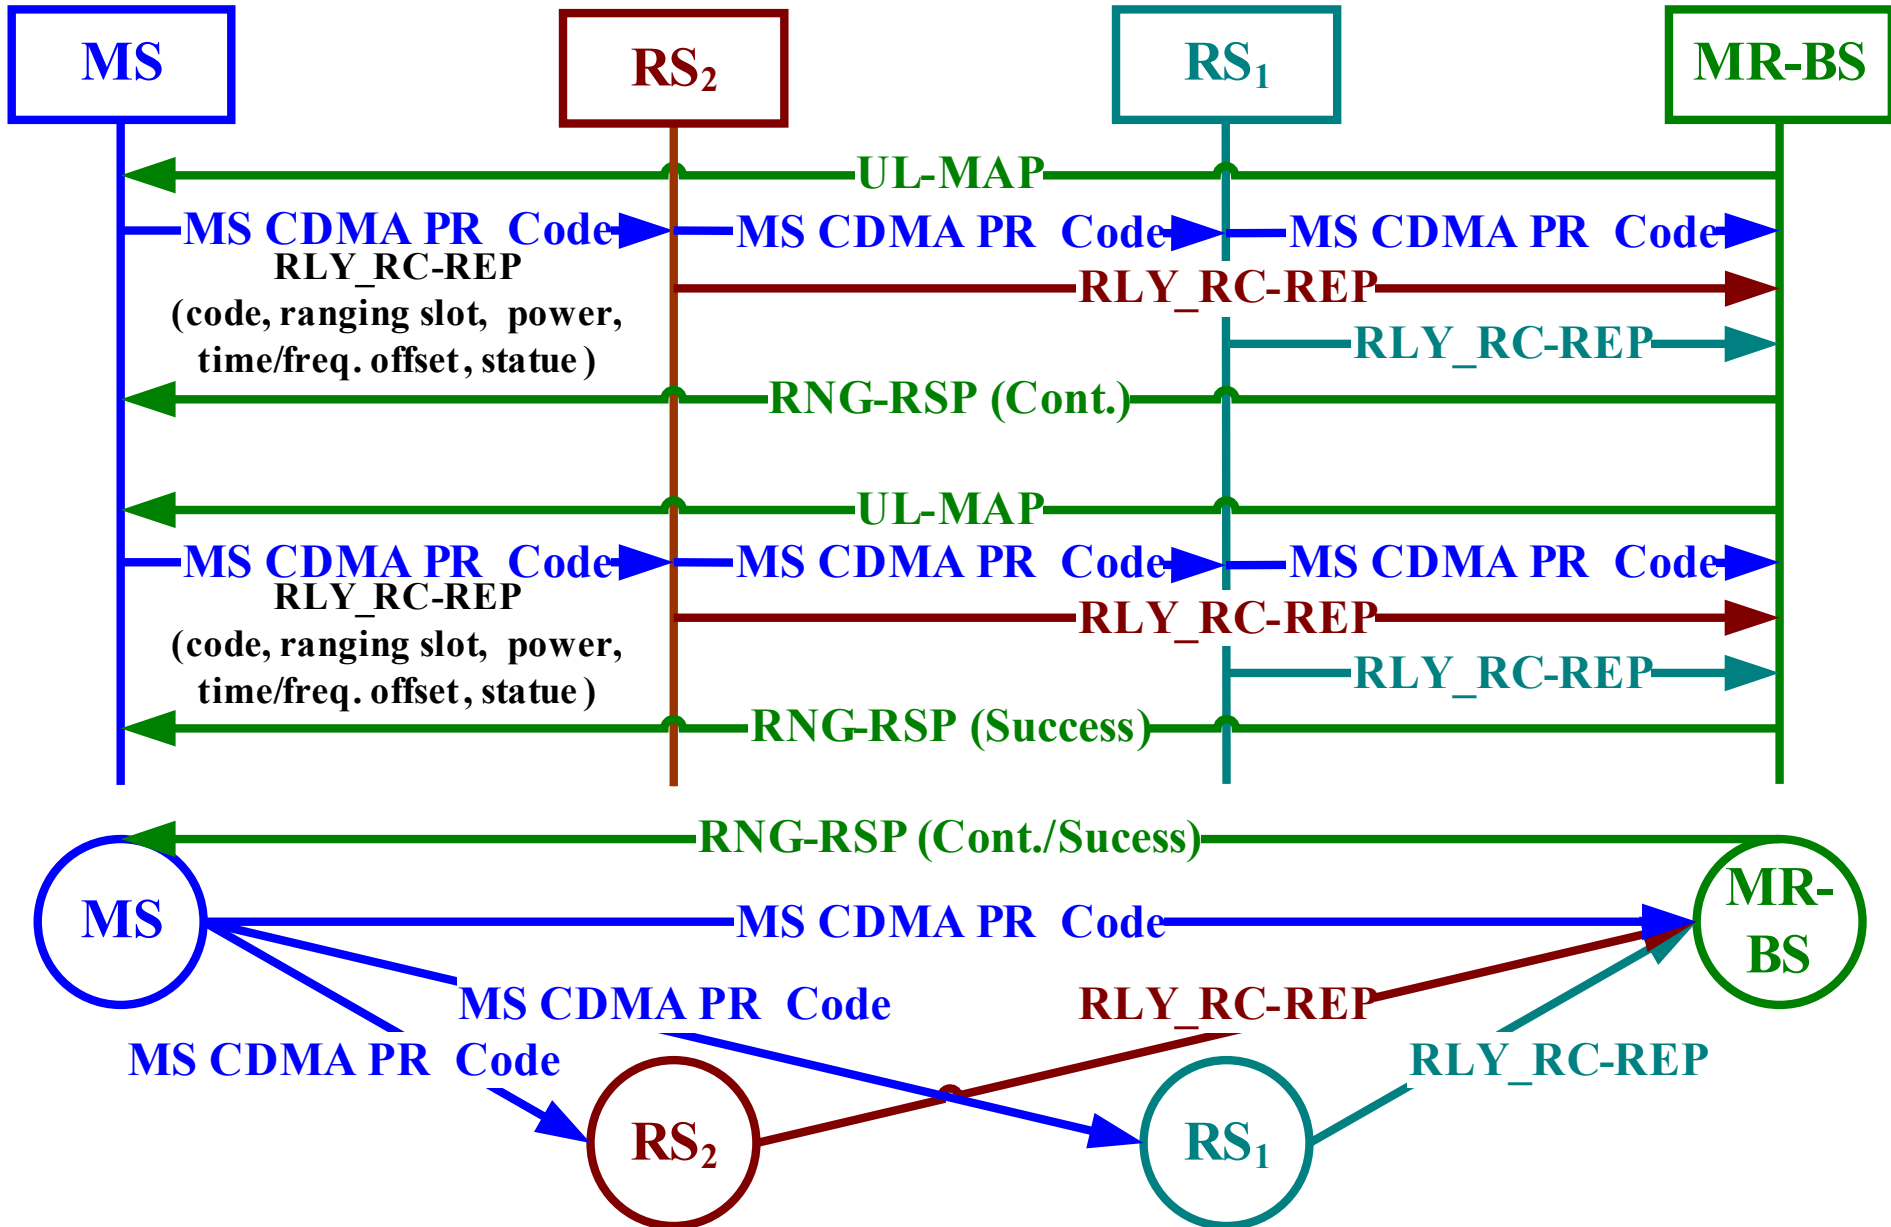 MS RS₂ RS₁ MR-BS
UL-MAP
MS CDMA PR Code MS CDMA PR Code MS CDMA PR Code
RLY_RC-REP
(code, ranging slot, power,
time/freq. offset, statue)
RLY_RC-REP
RLY_RC-REP
RNG-RSP (Cont.)
UL-MAP
MS CDMA PR Code MS CDMA PR Code MS CDMA PR Code
RLY_RC-REP
(code, ranging slot, power,
time/freq. offset, statue)
RLY_RC-REP
RLY_RC-REP
RNG-RSP (Success)
RNG-RSP (Cont./Sucess)
MS
MS CDMA PR Code
MR-
BS
MS CDMA PR Code
RLY_RC-REP
MS CDMA PR Code
RLY_RC-REP
RS₂
RS₁